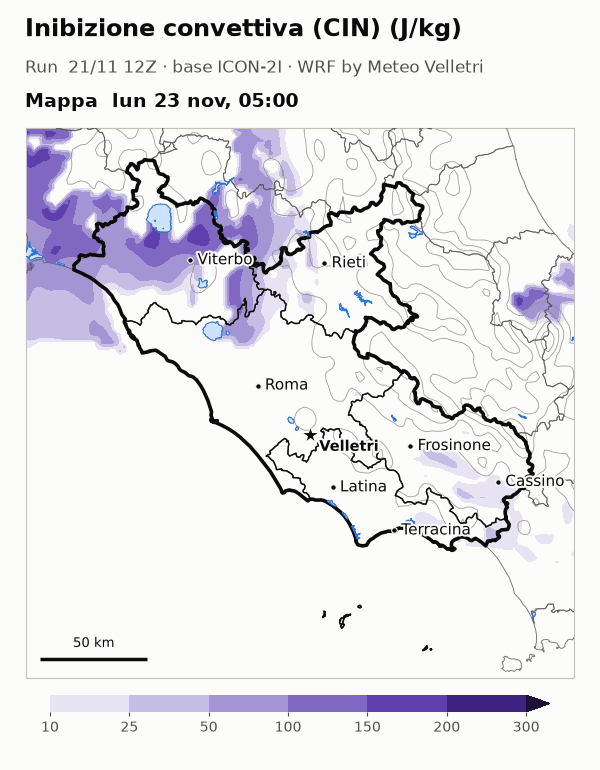 Inibizione convettiva (CIN) (J/kg)
Run 21/11 12Z · base ICON-2I · WRF by Meteo Velletri
Mappa lun 23 nov, 05:00
Viterbo
Rieti
Roma
Velletri
Frosinone
Cassino
Latina
Terracina
50 km
10 25 50 100 150 200 300